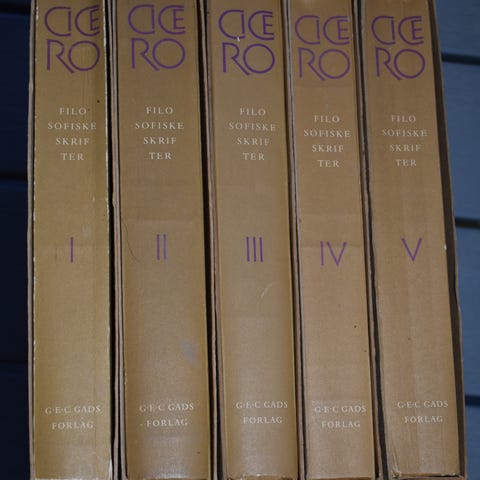 CICE
RO
FILO
SOFISKE
SKRIF
TER
I
G·E·C GADS
FORLAG
CICE
RO
FILO
SOFISKE
SKRIF
TER
II
G·E·C GADS
FORLAG
CICE
RO
FILO
SOFISKE
SKRIF
TER
III
G·E·C GADS
FORLAG
CICE
RO
FILO
SOFISKE
SKRIF
TER
IV
G·E·C GADS
FORLAG
CICE
RO
FILO
SOFISKE
SKRIF
TER
V
G·E·C GADS
FORLAG